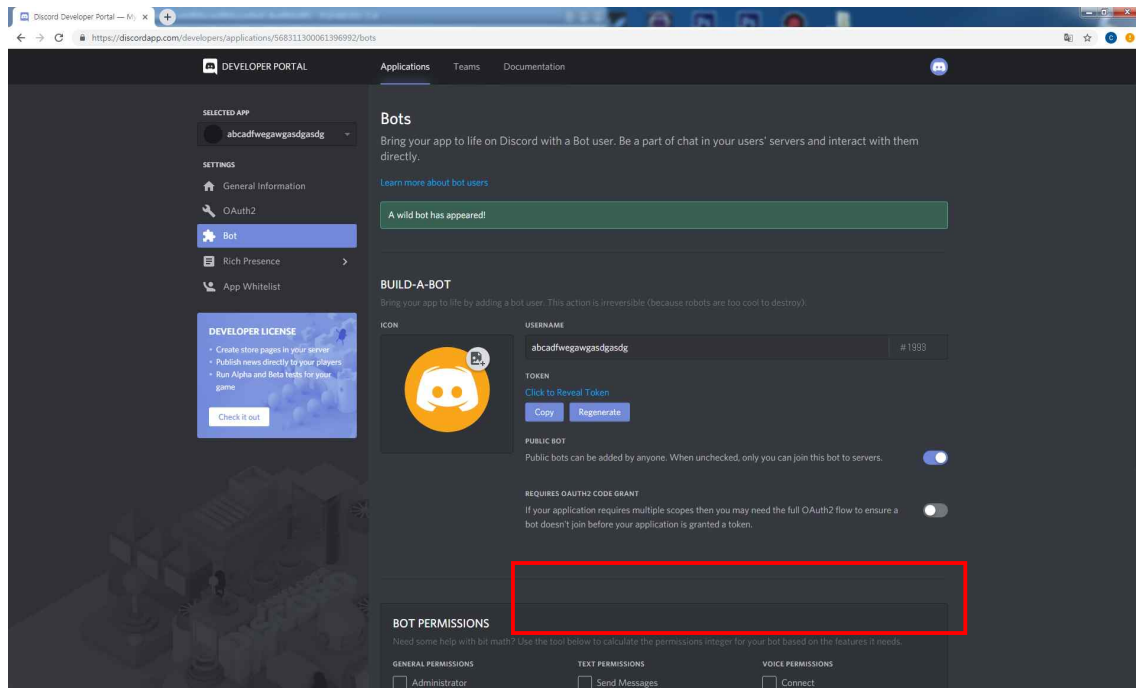 Discord Developer Portal — My
https://discordapp.com/developers/applications/568311300061396992/bots
DEVELOPER PORTAL
Applications
Teams
Documentation
SELECTED APP
abcadfwegawgasdgasdg
SETTINGS
General Information
OAuth2
Bot
Rich Presence
App Whitelist
DEVELOPER LICENSE
• Create store pages in your server
• Publish news directly to your players
• Run Alpha and Beta tests for your
game
Check it out
Bots
Bring your app to life on Discord with a Bot user. Be a part of chat in your users' servers and interact with them
directly.
Learn more about bot users
A wild bot has appeared!
BUILD-A-BOT
Bring your app to life by adding a bot user. This action is irreversible (because robots are too cool to destroy).
ICON
USERNAME
abcadfwegawgasdgasdg
#1993
TOKEN
Click to Reveal Token
Copy
Regenerate
PUBLIC BOT
Public bots can be added by anyone. When unchecked, only you can join this bot to servers.
REQUIRES OAUTH2 CODE GRANT
If your application requires multiple scopes then you may need the full OAuth2 flow to ensure a
bot doesn't join before your application is granted a token.
BOT PERMISSIONS
Need some help with bit math? Use the tool below to calculate the permissions integer for your bot based on the features it needs.
GENERAL PERMISSIONS
TEXT PERMISSIONS
VOICE PERMISSIONS
Administrator
Send Messages
Connect